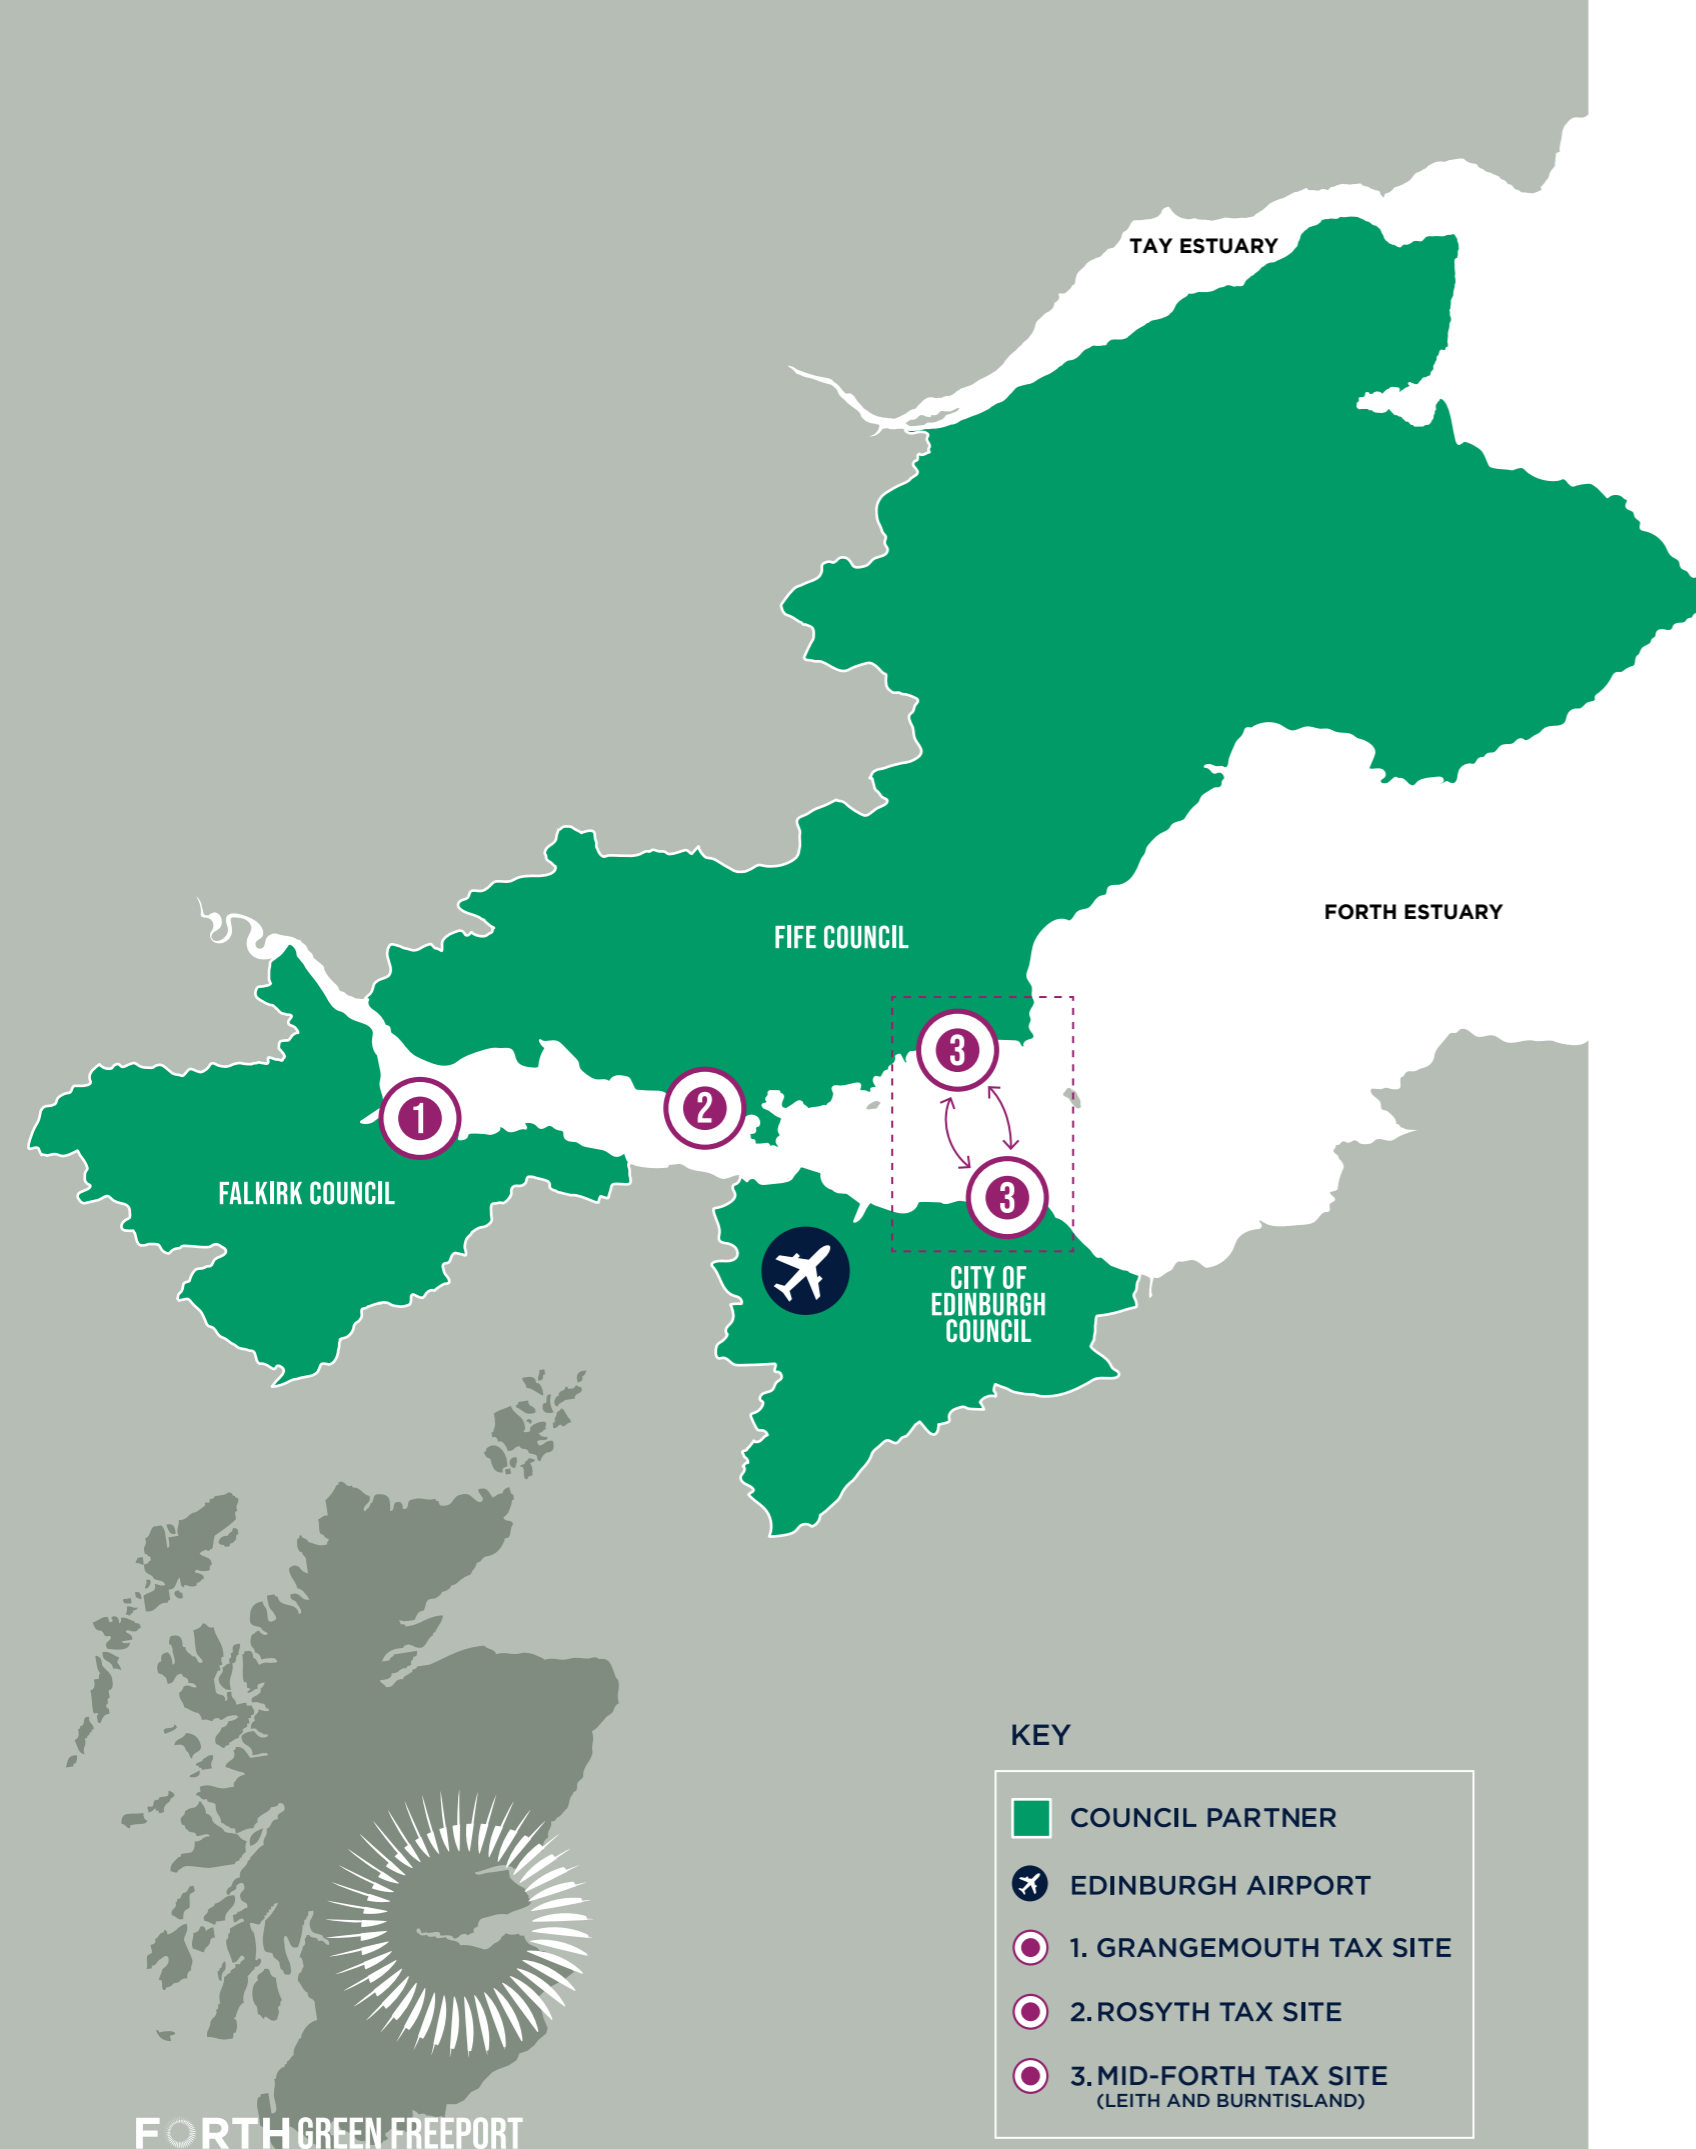 TAY ESTUARY
FORTH ESTUARY
FIFE COUNCIL
3
2
1
3
FALKIRK COUNCIL
CITY OF
EDINBURGH
COUNCIL
KEY
COUNCIL PARTNER
EDINBURGH AIRPORT
1. GRANGEMOUTH TAX SITE
2. ROSYTH TAX SITE
3. MID-FORTH TAX SITE
(LEITH AND BURNTISLAND)
FORTH GREEN FREEPORT